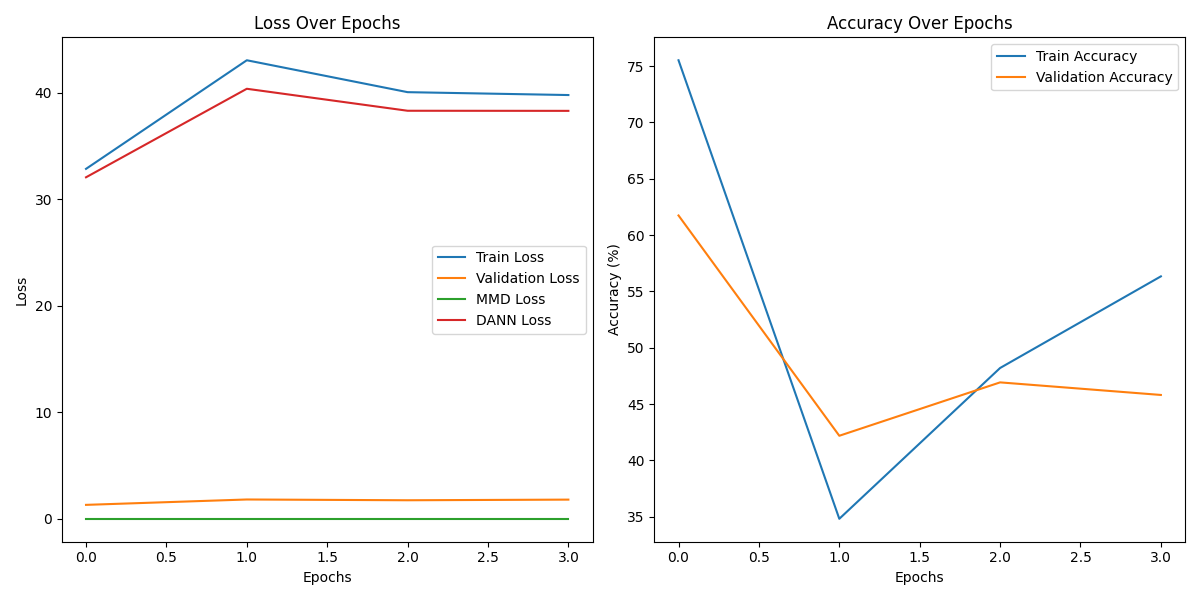 Loss Over Epochs
Loss
40
30
20
10
0
0.0 0.5 1.0 1.5 2.0 2.5 3.0
Epochs
Train Loss
Validation Loss
MMD Loss
DANN Loss
Accuracy Over Epochs
Accuracy (%)
75
70
65
60
55
50
45
40
35
0.0 0.5 1.0 1.5 2.0 2.5 3.0
Epochs
Train Accuracy
Validation Accuracy